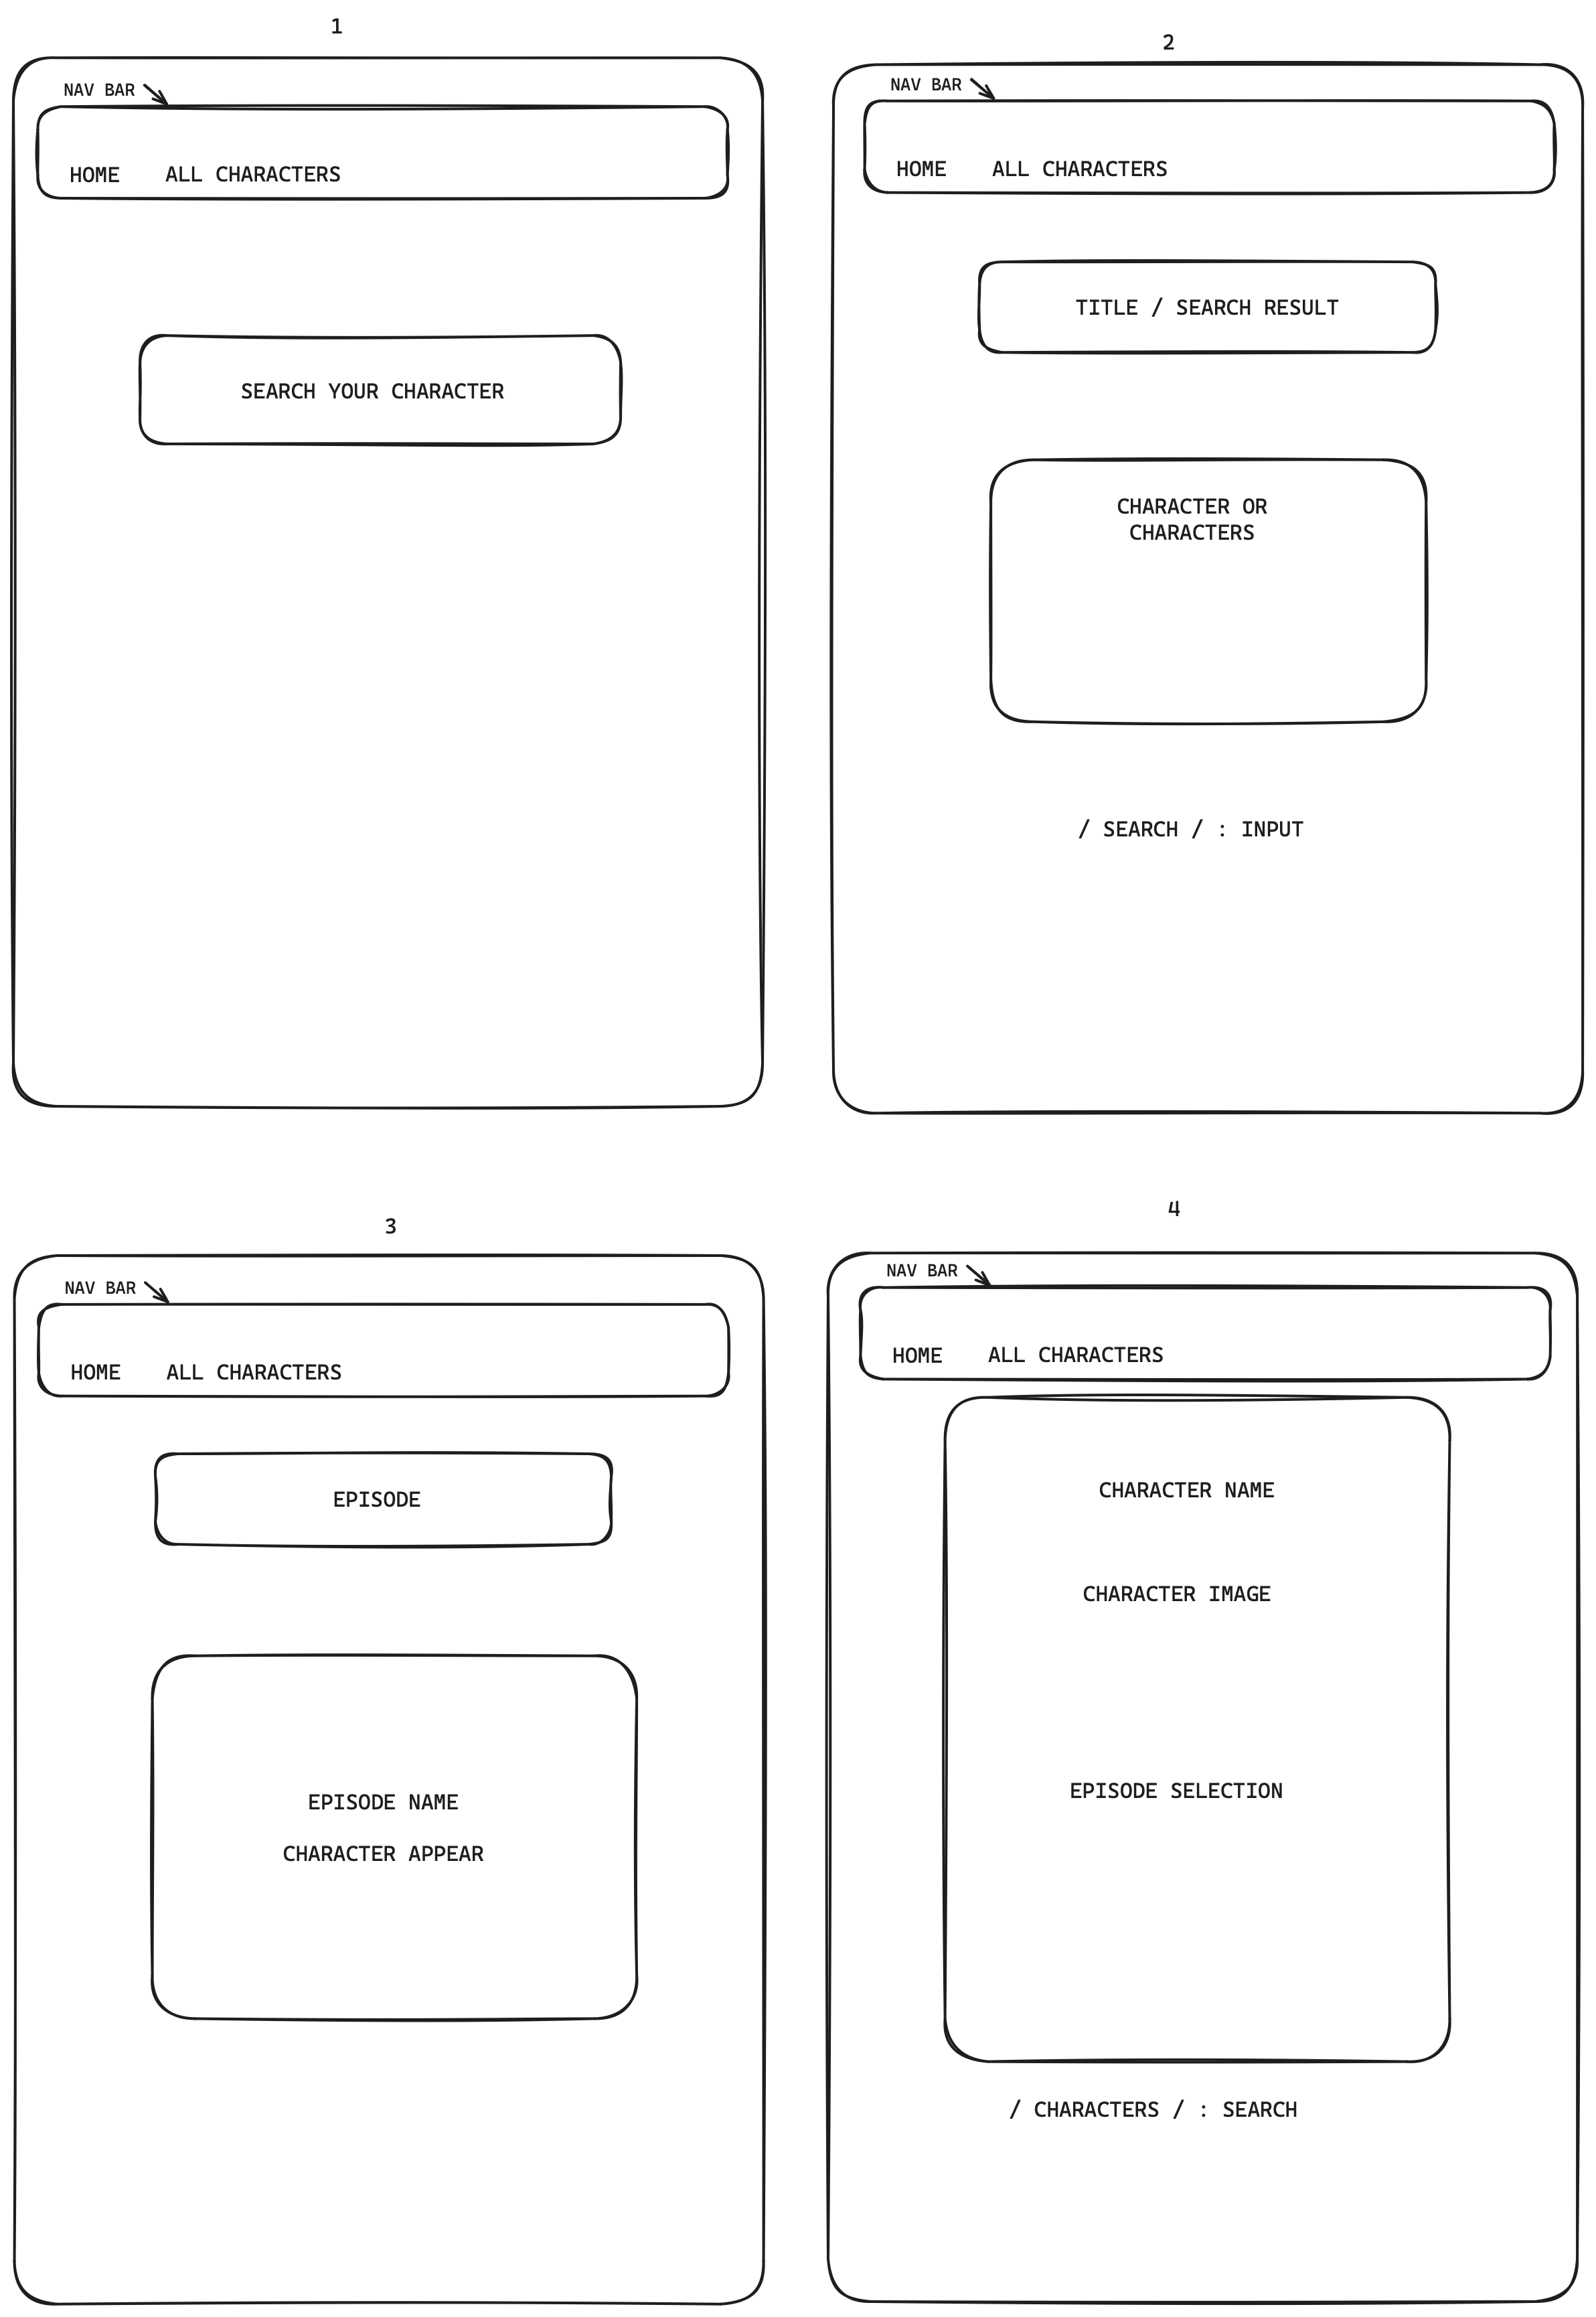 1
NAV BAR
HOME ALL CHARACTERS
SEARCH YOUR CHARACTER
2
NAV BAR
HOME ALL CHARACTERS
TITLE / SEARCH RESULT
CHARACTER OR
CHARACTERS
/ SEARCH / : INPUT
3
NAV BAR
HOME ALL CHARACTERS
EPISODE
EPISODE NAME
CHARACTER APPEAR
4
NAV BAR
HOME ALL CHARACTERS
CHARACTER NAME
CHARACTER IMAGE
EPISODE SELECTION
/ CHARACTERS / : SEARCH